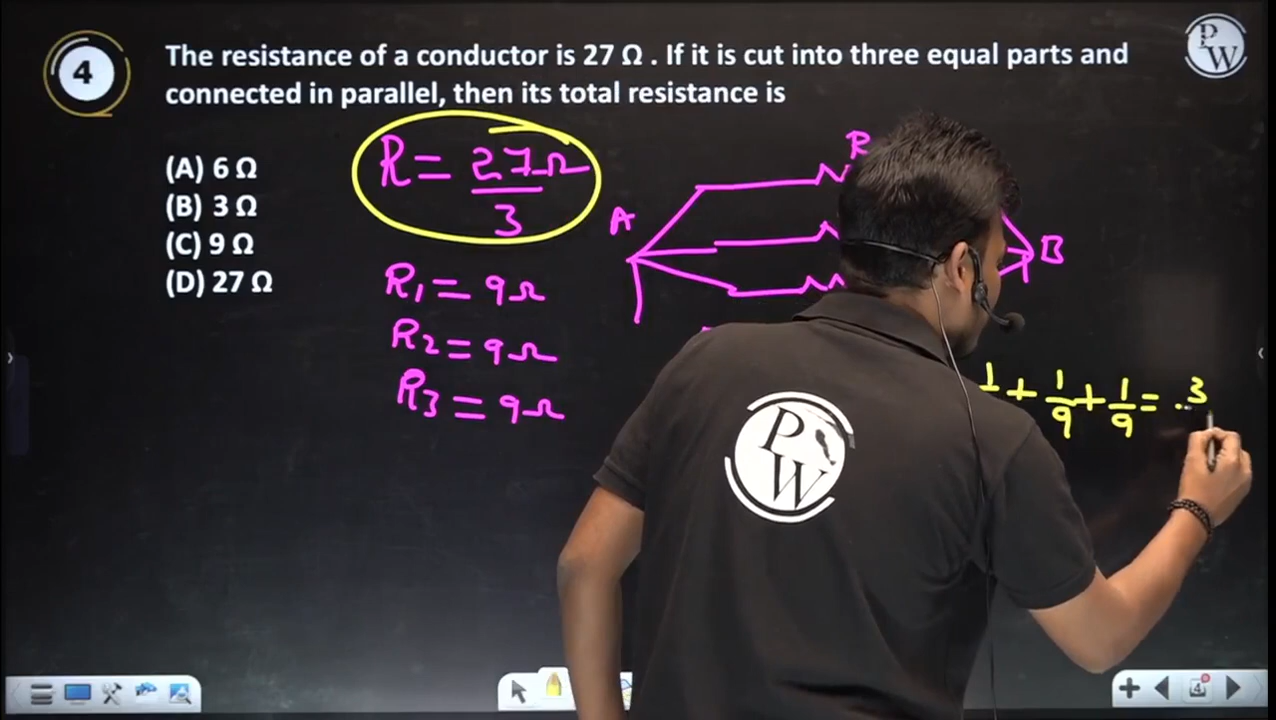 4
The resistance of a conductor is 27 Ω . If it is cut into three equal parts and
connected in parallel, then its total resistance is
P
W
(A) 6 Ω
(B) 3 Ω
(C) 9 Ω
(D) 27 Ω
R = 27Ω
3
R1 = 9Ω
R2 = 9Ω
R3 = 9Ω
A
R
B
1 + 1/9 + 1/9 = 3
P
W
4